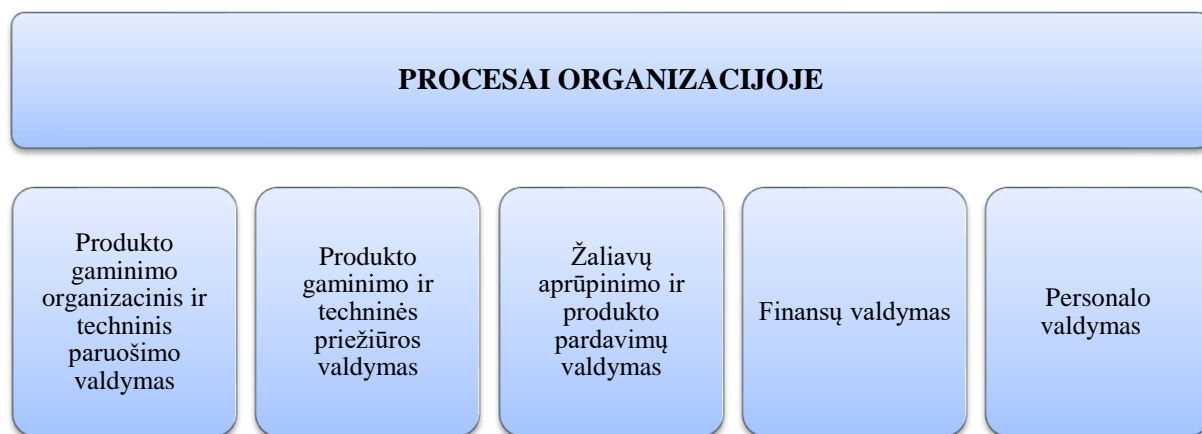 PROCESAI ORGANIZACIJOJE
Produkto
gaminimo
organizacinis ir
techninis
paruošimo
valdymas
Produkto
gaminimo ir
techninės
priežiūros
valdymas
Žaliavų
aprūpinimo ir
produkto
pardavimų
valdymas
Finansų valdymas
Personalo
valdymas